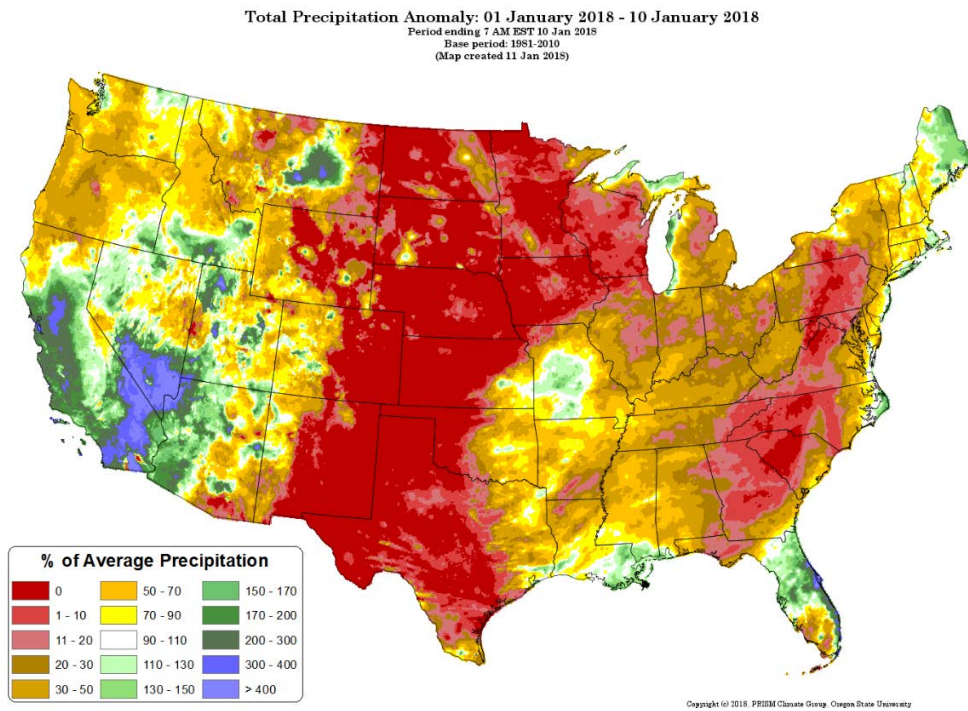 Total Precipitation Anomaly: 01 January 2018 - 10 January 2018
Period ending 7 AM EST 10 Jan 2018
Base period: 1981-2010
(Map created 11 Jan 2018)
% of Average Precipitation
0
50 - 70
150 - 170
1 - 10
70 - 90
170 - 200
11 - 20
90 - 110
200 - 300
20 - 30
110 - 130
300 - 400
30 - 50
130 - 150
> 400
Copyright (c) 2018, PRISM Climate Group, Oregon State University